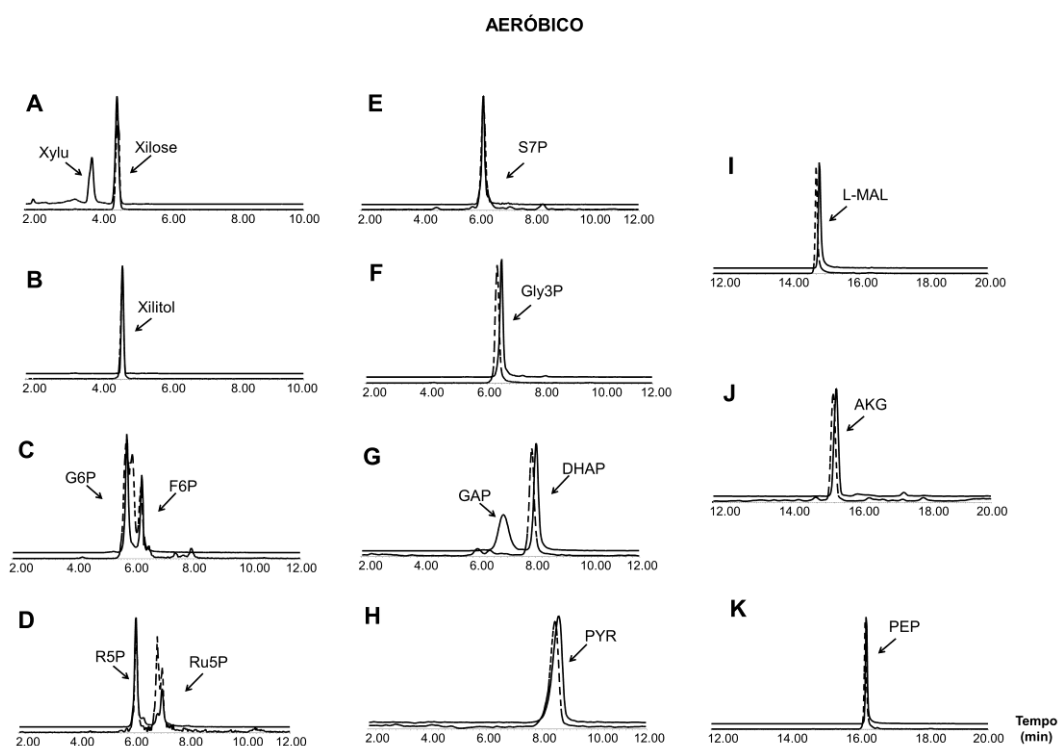 AERÓBICO
A
Xylu
Xilose
2.00 4.00 6.00 8.00 10.00
B
Xilitol
2.00 4.00 6.00 8.00 10.00
C
G6P
F6P
2.00 4.00 6.00 8.00 10.00 12.00
D
R5P
Ru5P
2.00 4.00 6.00 8.00 10.00 12.00
E
S7P
2.00 4.00 6.00 8.00 10.00 12.00
F
Gly3P
2.00 4.00 6.00 8.00 10.00 12.00
G
GAP
DHAP
2.00 4.00 6.00 8.00 10.00 12.00
H
PYR
2.00 4.00 6.00 8.00 10.00 12.00
I
L-MAL
12.00 14.00 16.00 18.00 20.00
J
AKG
12.00 14.00 16.00 18.00 20.00
K
PEP
12.00 14.00 16.00 18.00 20.00
Tempo
(min)